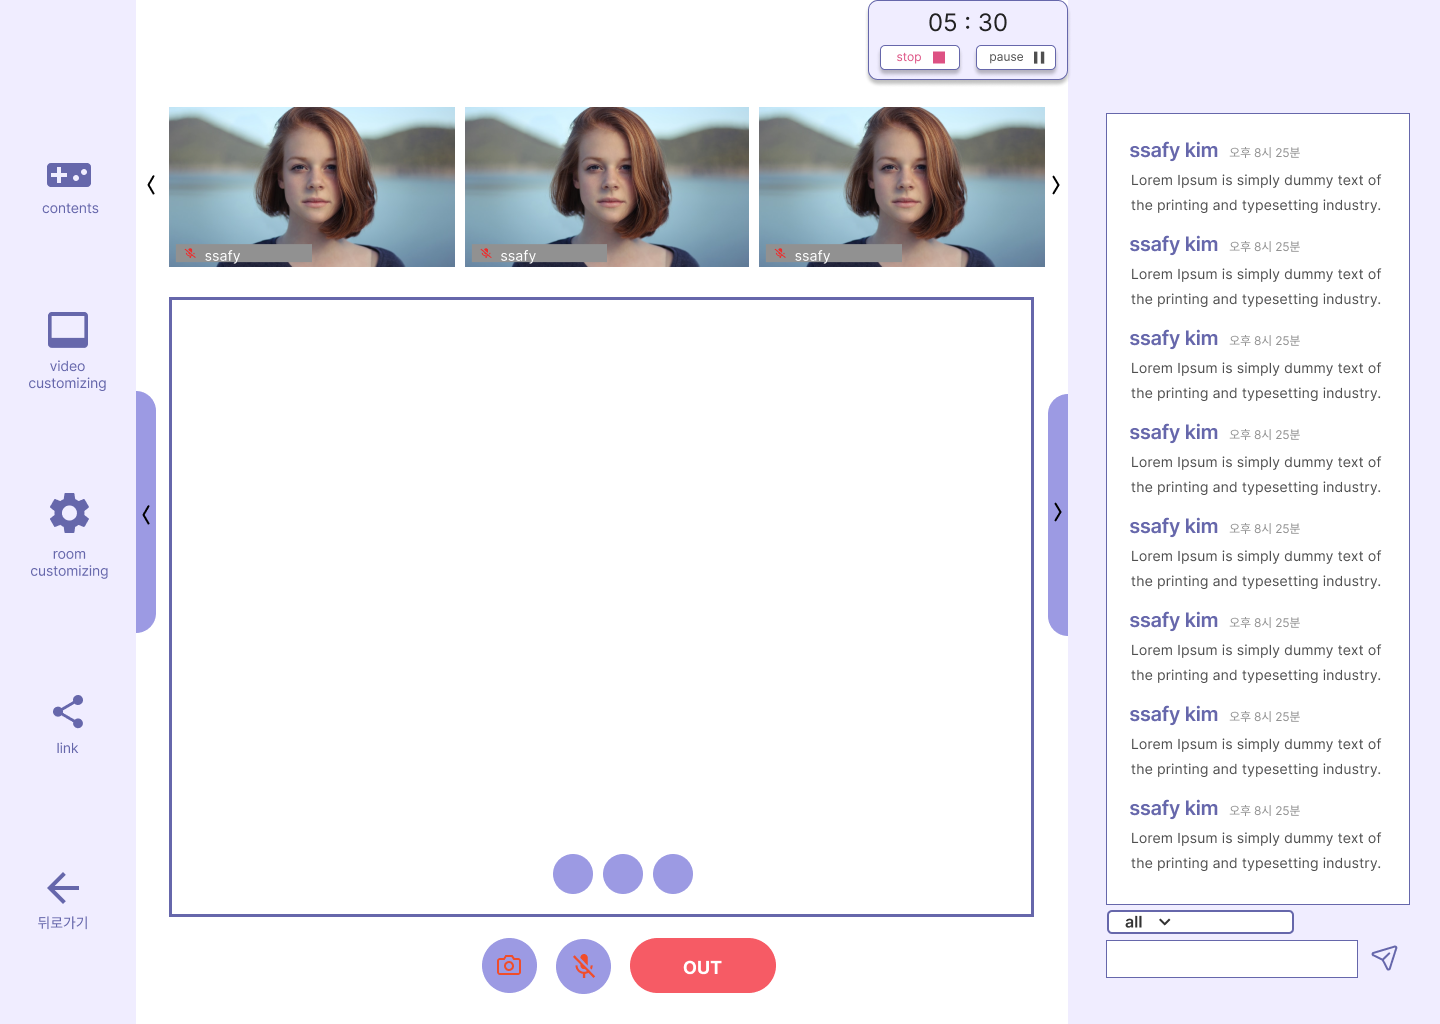 05 : 30
stop
pause
contents
video
customizing
room
customizing
link
뒤로가기
ssafy
ssafy
ssafy
OUT
ssafy kim 오후 8시 25분
Lorem Ipsum is simply dummy text of
the printing and typesetting industry.
ssafy kim 오후 8시 25분
Lorem Ipsum is simply dummy text of
the printing and typesetting industry.
ssafy kim 오후 8시 25분
Lorem Ipsum is simply dummy text of
the printing and typesetting industry.
ssafy kim 오후 8시 25분
Lorem Ipsum is simply dummy text of
the printing and typesetting industry.
ssafy kim 오후 8시 25분
Lorem Ipsum is simply dummy text of
the printing and typesetting industry.
ssafy kim 오후 8시 25분
Lorem Ipsum is simply dummy text of
the printing and typesetting industry.
ssafy kim 오후 8시 25분
Lorem Ipsum is simply dummy text of
the printing and typesetting industry.
ssafy kim 오후 8시 25분
Lorem Ipsum is simply dummy text of
the printing and typesetting industry.
all